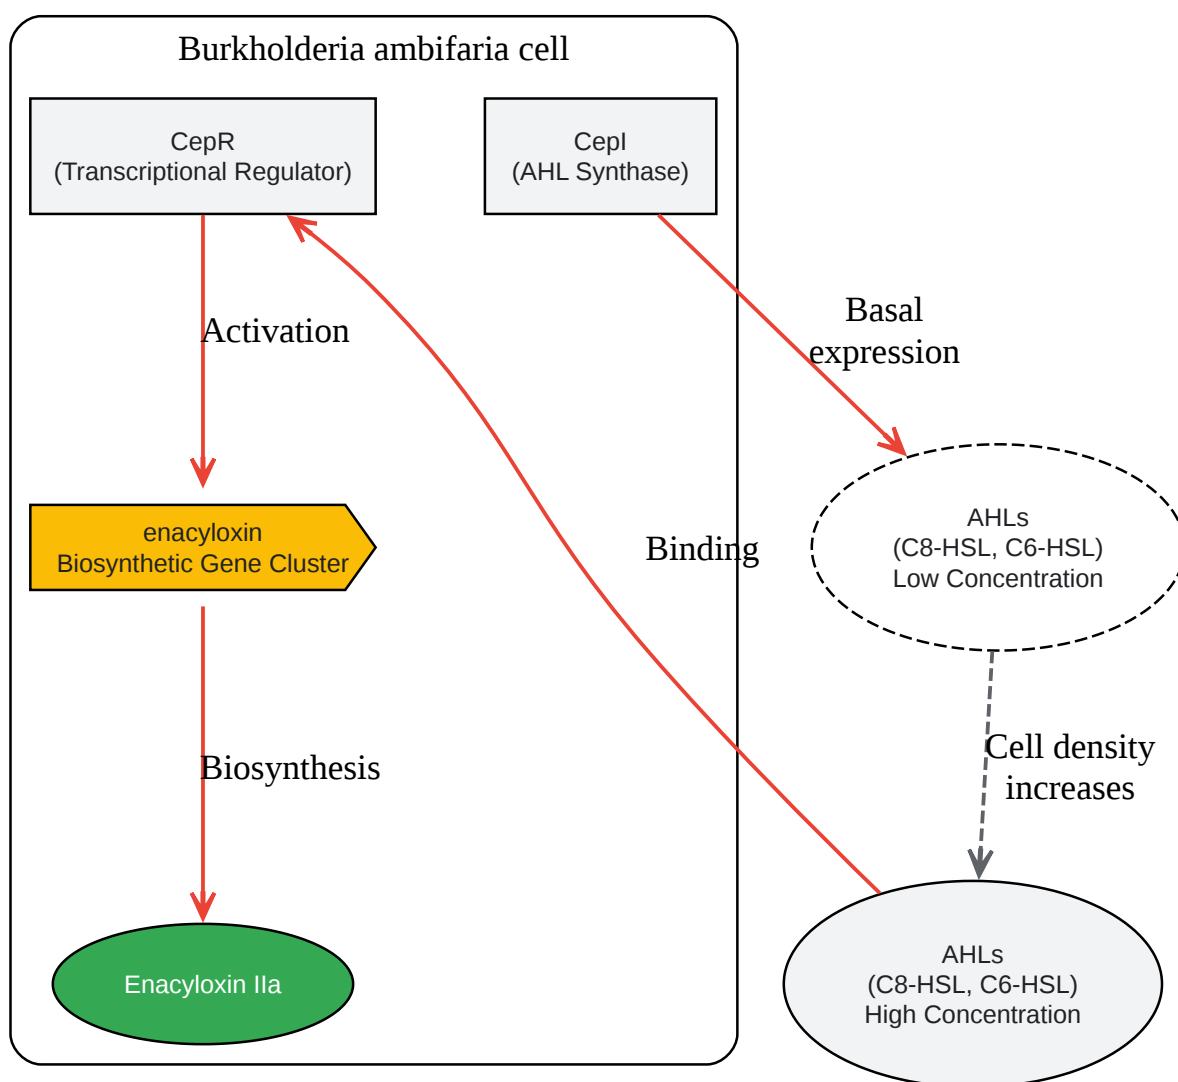 Burkholderia ambifaria cell
CepR
(Transcriptional Regulator)
CepI
(AHL Synthase)
Activation
Basal
expression
enacyloxin
Biosynthetic Gene Cluster
Binding
AHLs
(C8-HSL, C6-HSL)
Low Concentration
Biosynthesis
Cell density
increases
Enacyloxin IIa
AHLs
(C8-HSL, C6-HSL)
High Concentration